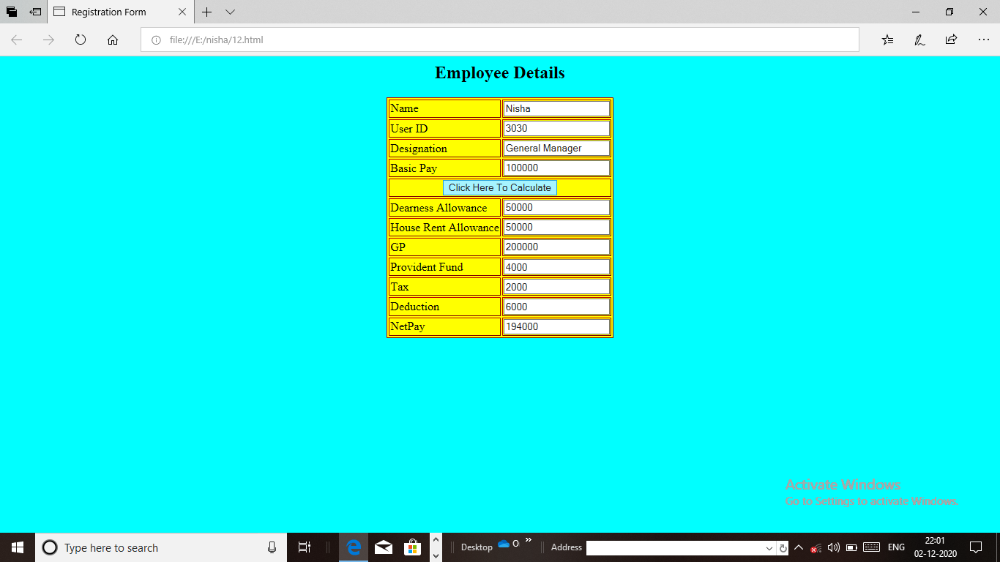 Registration Form
file:///E:/nisha/12.html
Employee Details
Name Nisha
User ID 3030
Designation General Manager
Basic Pay 100000
Click Here To Calculate
Dearness Allowance 50000
House Rent Allowance 50000
GP 200000
Provident Fund 4000
Tax 2000
Deduction 6000
NetPay 194000
Activate Windows
Go to Settings to activate Windows.
Type here to search
Desktop O
Address
ENG
22:01
02-12-2020